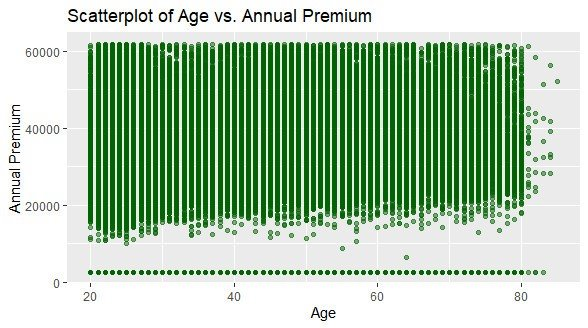 Scatterplot of Age vs. Annual Premium
60000
40000
20000
0
Annual Premium
20 40 60 80
Age